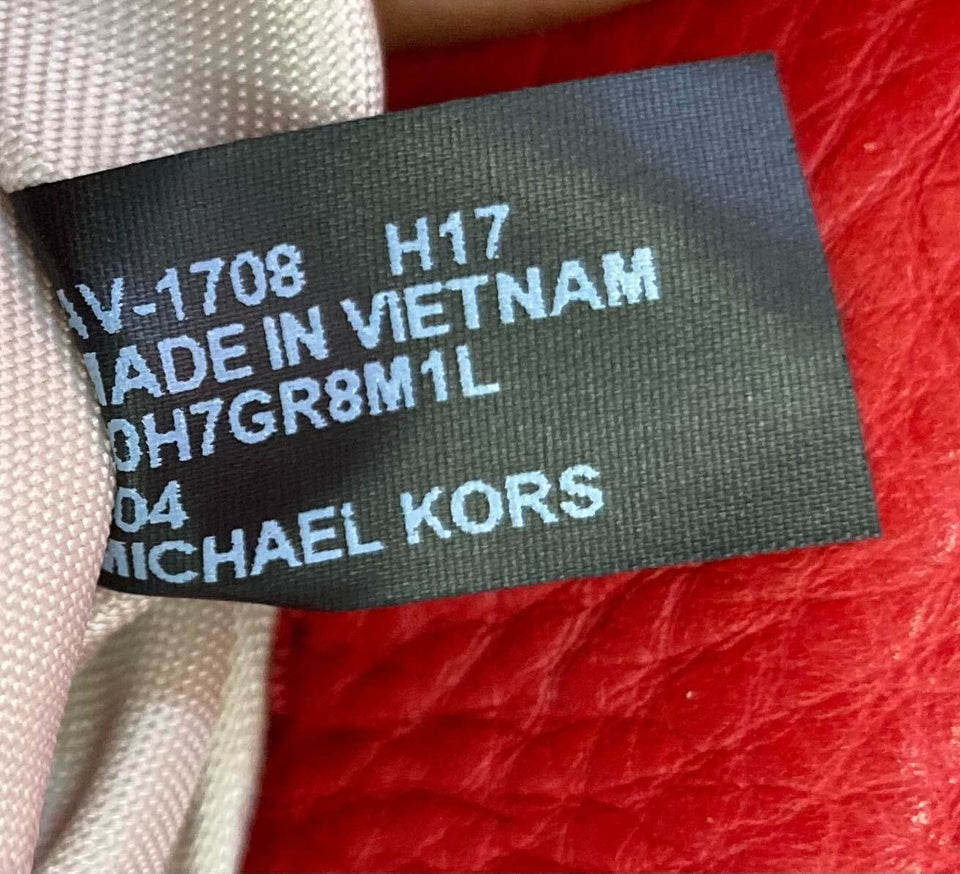 AV-1708 H17
MADE IN VIETNAM
0H7GR8M1L
04
MICHAEL KORS